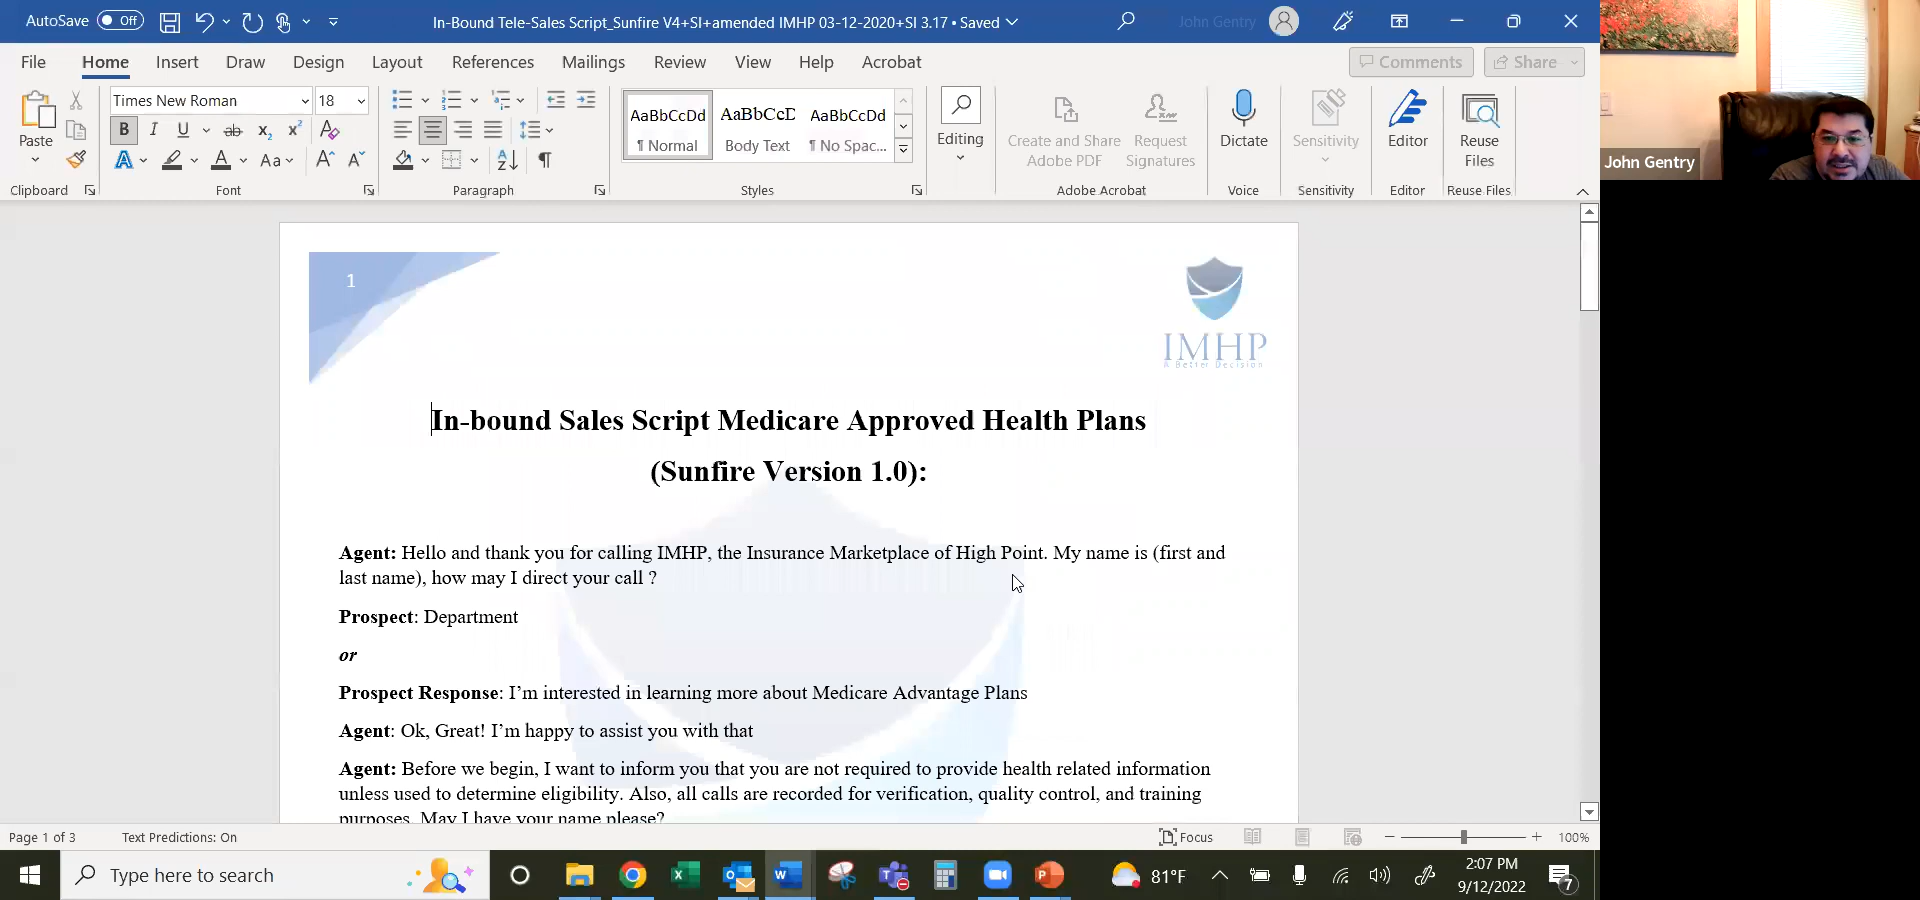 AutoSave Off In-Bound Tele-Sales Script_Sunfire V4+SI+amended IMHP 03-12-2020+SI 3.17 • Saved John Gentry
File Home Insert Draw Design Layout References Mailings Review View Help Acrobat Comments Share
Times New Roman 18
Paste
B I U ab x₂ x² A
A A Aa A A
AaBbCcDd AaBbCcD AaBbCcDd
¶ Normal Body Text ¶ No Spac...
Editing
Create and Share Adobe PDF
Request Signatures
Dictate
Sensitivity
Editor
Reuse Files
Clipboard Font Paragraph Styles Adobe Acrobat Voice Sensitivity Editor Reuse Files
John Gentry
1
IMHP
A Better Decision
In-bound Sales Script Medicare Approved Health Plans
(Sunfire Version 1.0):
Agent: Hello and thank you for calling IMHP, the Insurance Marketplace of High Point. My name is (first and
last name), how may I direct your call ?
Prospect: Department
or
Prospect Response: I’m interested in learning more about Medicare Advantage Plans
Agent: Ok, Great! I’m happy to assist you with that
Agent: Before we begin, I want to inform you that you are not required to provide health related information
unless used to determine eligibility. Also, all calls are recorded for verification, quality control, and training
purposes. May I have your name please?
Page 1 of 3 Text Predictions: On Focus 100%
Type here to search 81°F 2:07 PM
9/12/2022 7